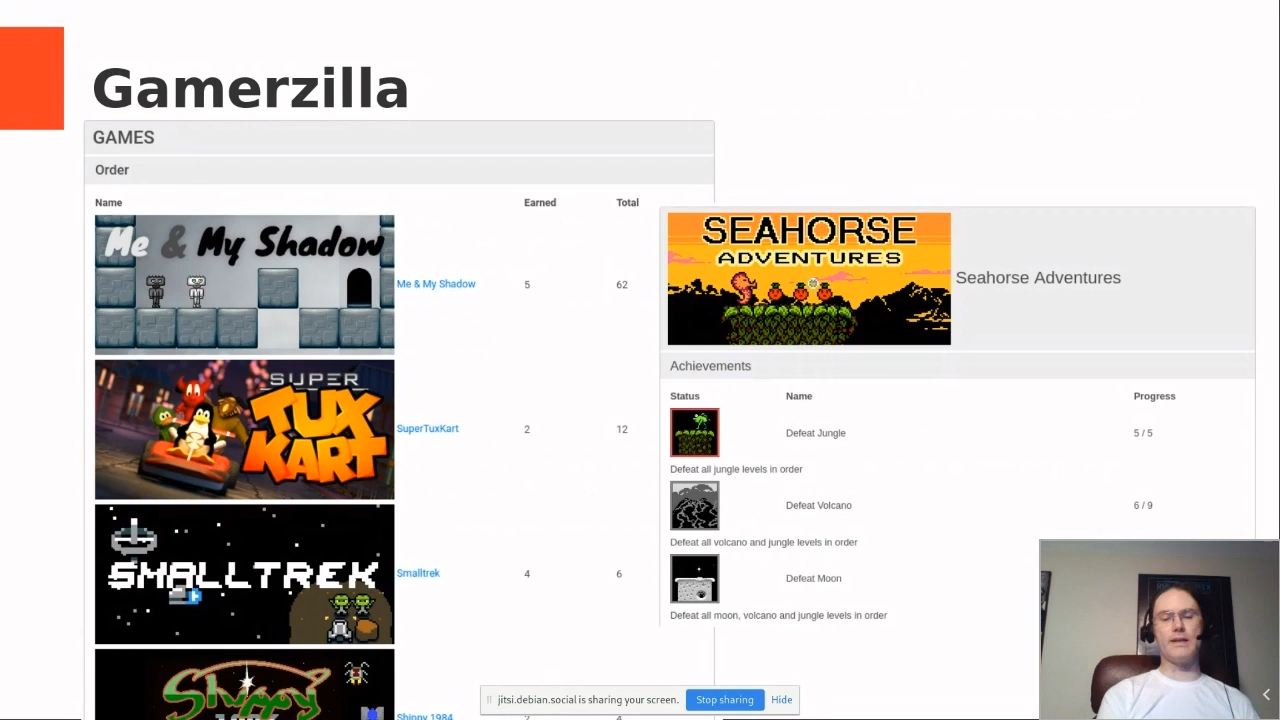 Gamerzilla
GAMES
Order
Name Earned Total
Me & My Shadow
Me & My Shadow 5 62
SUPER
TUX
KART
SuperTuxKart 2 12
SMALLTREK
Smalltrek 4 6
Shippy
Shippy 1984
SEAHORSE
ADVENTURES
Seahorse Adventures
Achievements
Status Name Progress
Defeat Jungle 5 / 5
Defeat all jungle levels in order
Defeat Volcano 6 / 9
Defeat all volcano and jungle levels in order
Defeat Moon
Defeat all moon, volcano and jungle levels in order
jitsi.debian.social is sharing your screen. Stop sharing Hide